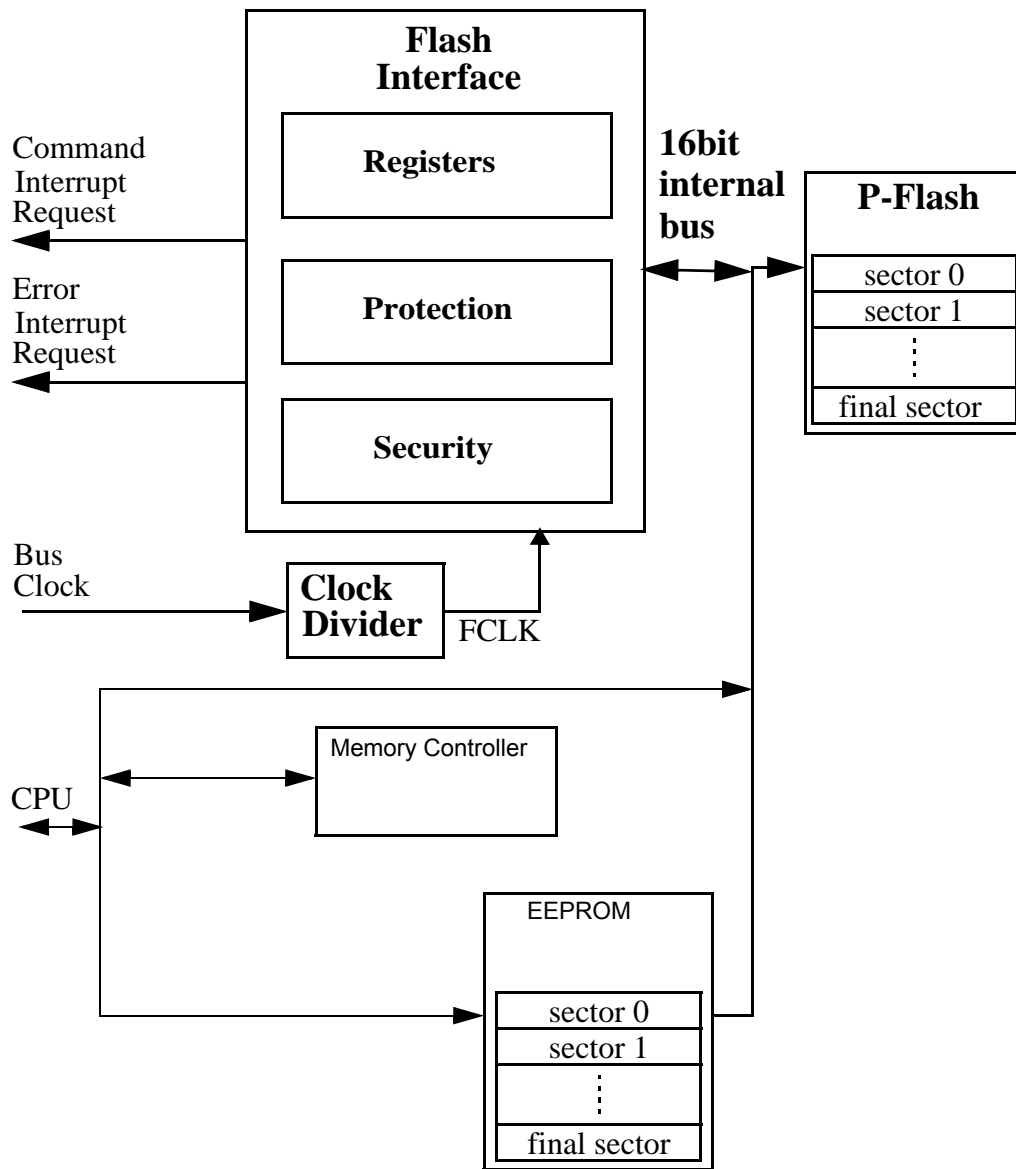 Flash
Interface
Registers
Protection
Security
Command
Interrupt
Request
Error
Interrupt
Request
16bit
internal
bus
P-Flash
sector 0
sector 1
final sector
Bus
Clock
Clock
Divider
FCLK
Memory Controller
CPU
EEPROM
sector 0
sector 1
final sector